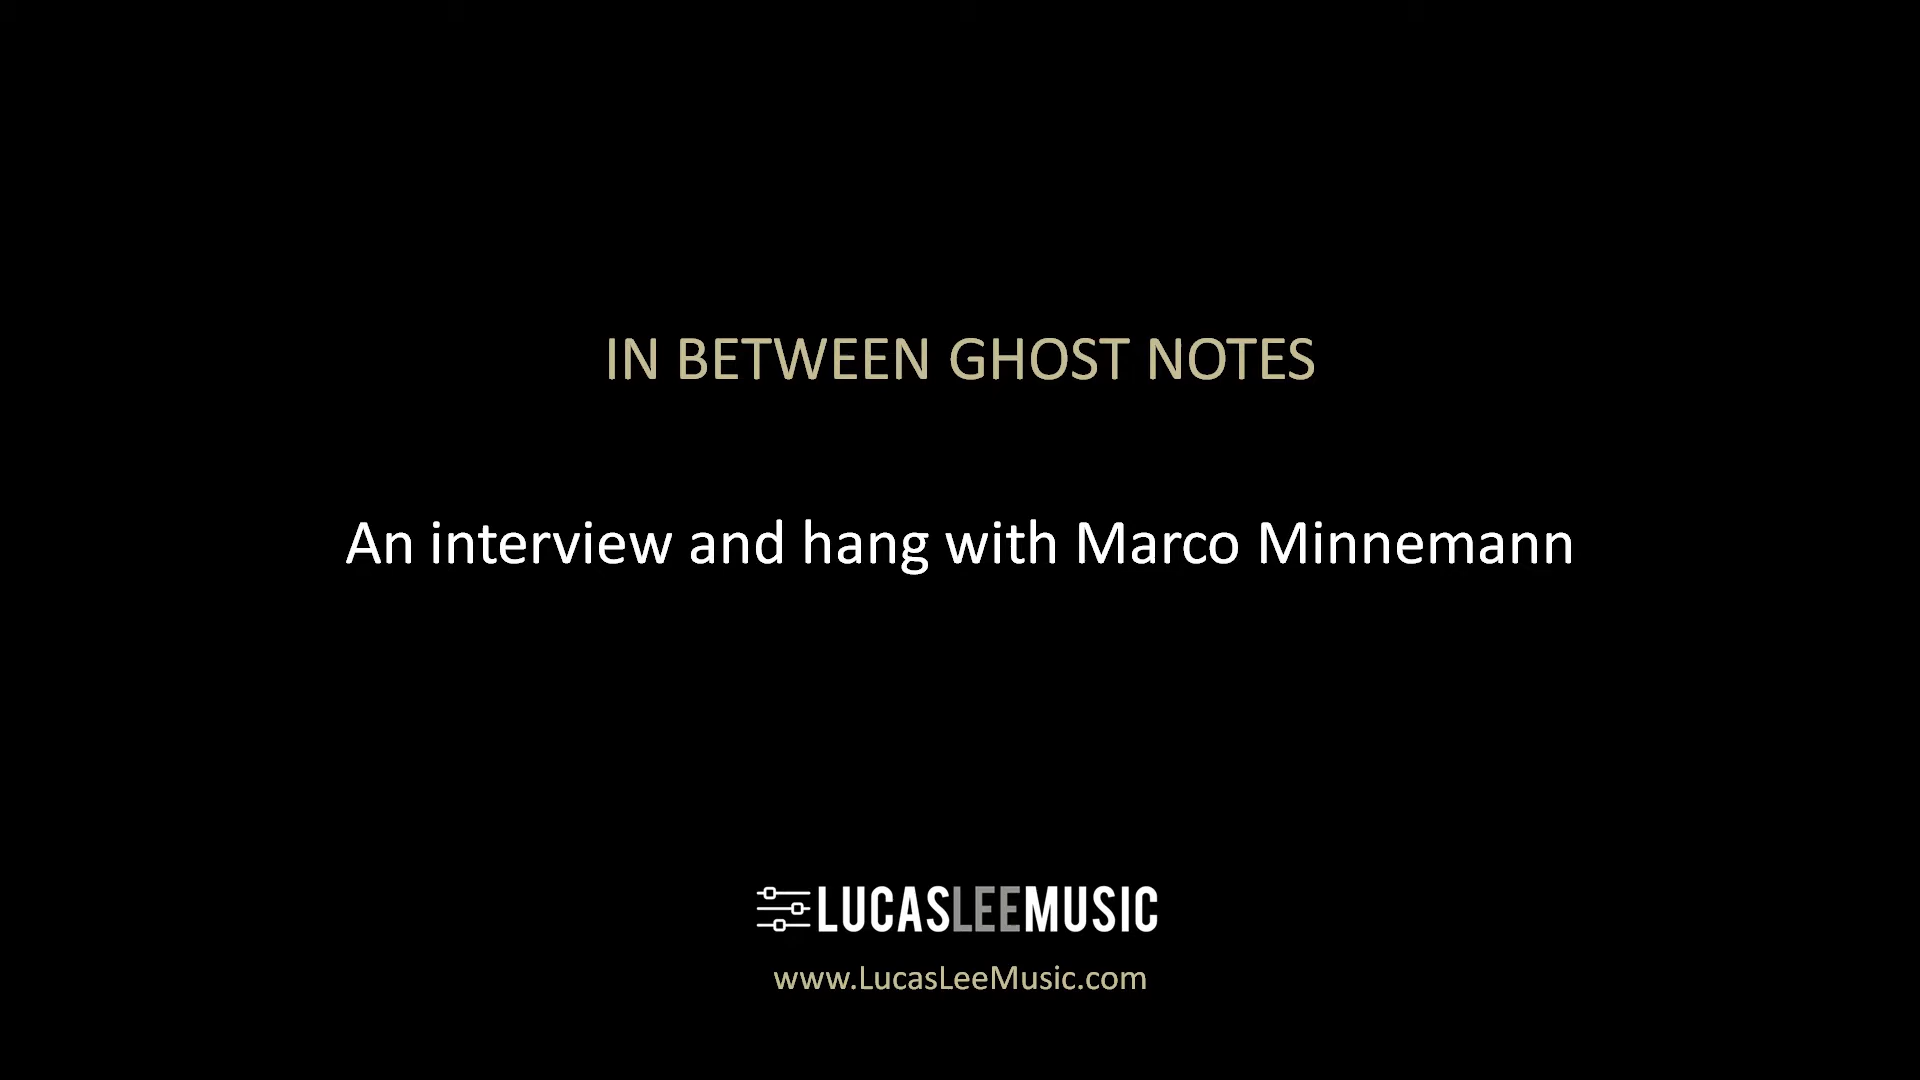 IN BETWEEN GHOST NOTES
An interview and hang with Marco Minnemann
LUCASLEEMUSIC
www.LucasLeeMusic.com